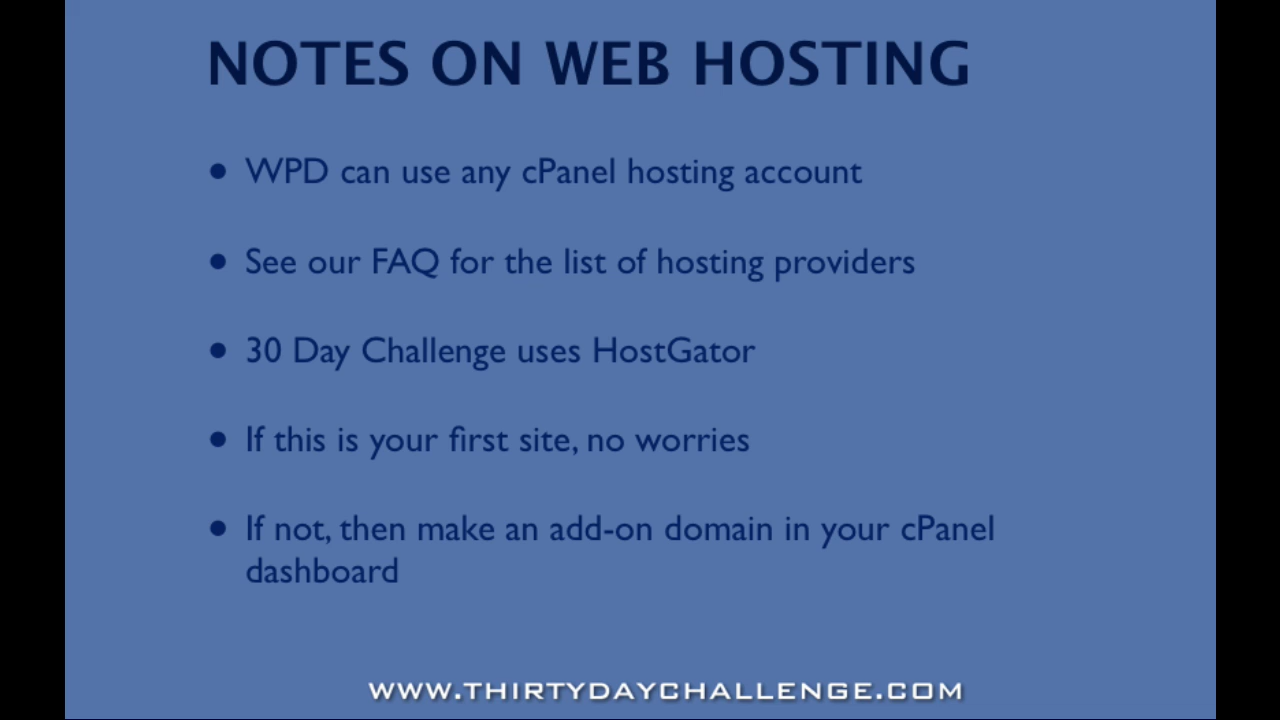 NOTES ON WEB HOSTING
• WPD can use any cPanel hosting account
• See our FAQ for the list of hosting providers
• 30 Day Challenge uses HostGator
• If this is your first site, no worries
• If not, then make an add-on domain in your cPanel
dashboard
WWW.THIRTYDAYCHALLENGE.COM